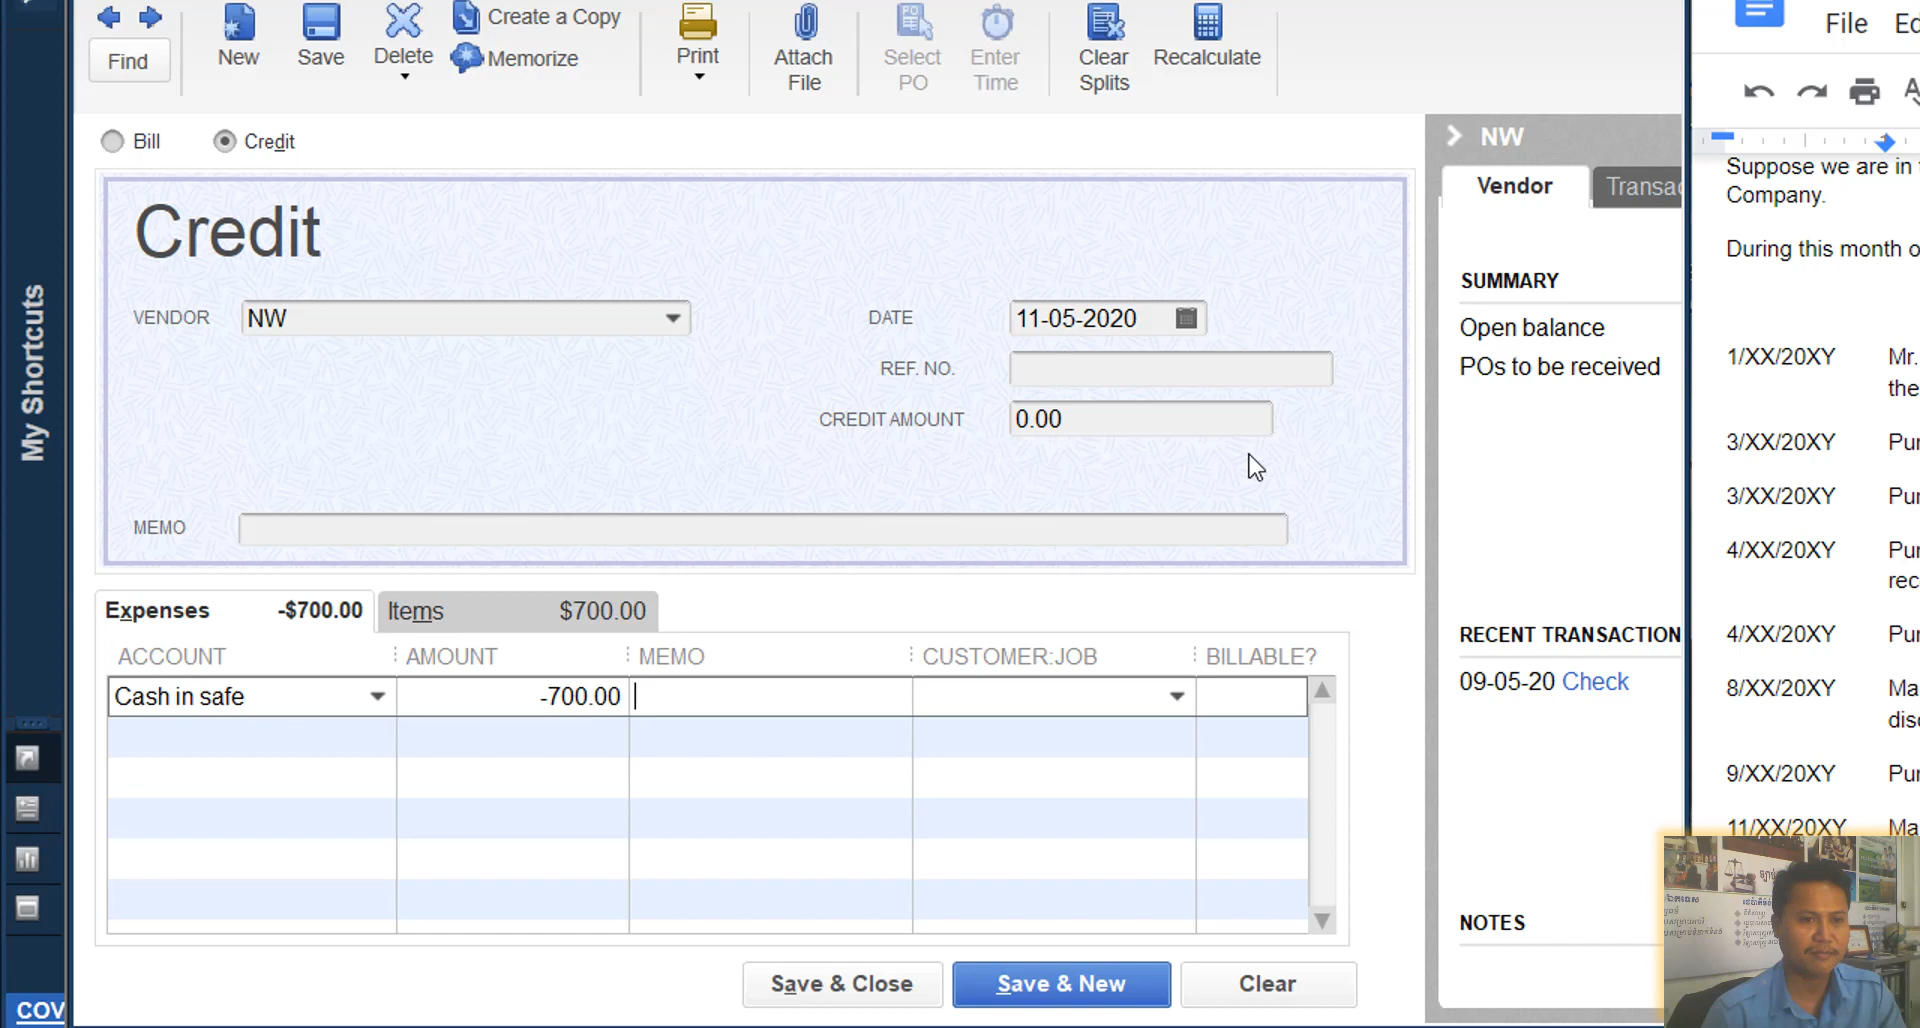 Find
New
Save
Delete
Create a Copy
Memorize
Print
Attach
File
Select
PO
Enter
Time
Clear
Splits
Recalculate
File
Bill
Credit
NW
Vendor
Credit
VENDOR NW
DATE 11-05-2020
REF. NO.
CREDIT AMOUNT 0.00
MEMO
My Shortcuts
SUMMARY
Open balance
POs to be received
RECENT TRANSACTION
09-05-20 Check
NOTES
Expenses -$700.00 Items $700.00
ACCOUNT AMOUNT MEMO CUSTOMER:JOB BILLABLE?
Cash in safe -700.00
Save & Close Save & New Clear
COV
Suppose we are in
Company.
During this month
1/XX/20XY Mr.
the
3/XX/20XY
3/XX/20XY
4/XX/20XY
4/XX/20XY
8/XX/20XY
9/XX/20XY
11/XX/20XY